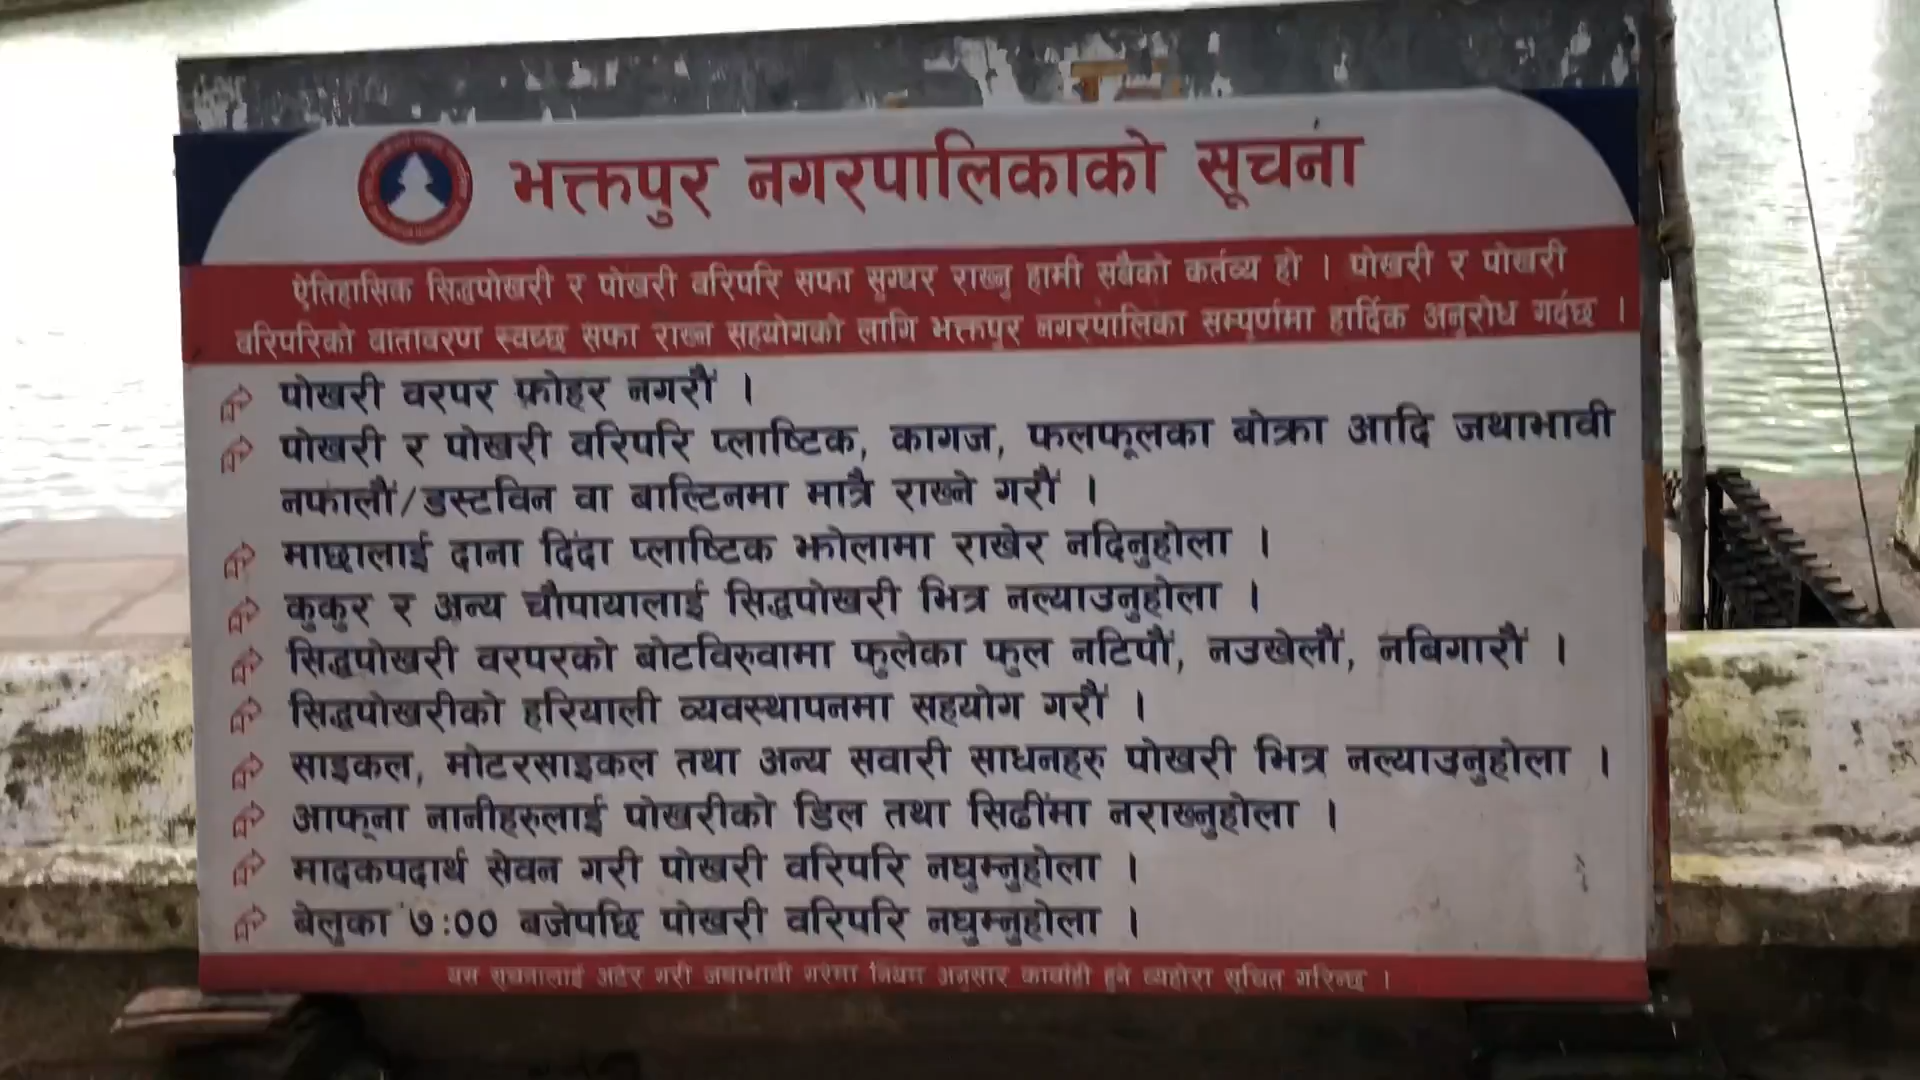 भक्तपुर नगरपालिकाको सूचना
ऐतिहासिक सिद्धपोखरी र पोखरी वरिपरि सफा सुग्घर राख्नु हामी सबैको कर्तव्य हो । पोखरी र पोखरी
वरिपरिको वातावरण स्वच्छ सफा राख्न सहयोगको लागि भक्तपुर नगरपालिका सम्पूर्णमा हार्दिक अनुरोध गर्दछ ।
पोखरी वरपर फोहर नगरौं ।
पोखरी र पोखरी वरिपरि प्लाष्टिक, कागज, फलफूलका बोक्रा आदि जथाभावी
नफालौं/डस्टविन वा बाल्टिनमा मात्रै राख्ने गरौं ।
माछालाई दाना दिंदा प्लाष्टिक झोलामा राखेर नदिनुहोला ।
कुकुर र अन्य चौपायालाई सिद्धपोखरी भित्र नल्याउनुहोला ।
सिद्धपोखरी वरपरको बोटविरुवामा फुलेका फुल नटिपौं, नउखेलौं, नबिगारौं ।
सिद्धपोखरीको हरियाली व्यवस्थापनमा सहयोग गरौं ।
साइकल, मोटरसाइकल तथा अन्य सवारी साधनहरु पोखरी भित्र नल्याउनुहोला ।
आफ्ना नानीहरुलाई पोखरीको डिल तथा सिढींमा नराख्नुहोला ।
मादकपदार्थ सेवन गरी पोखरी वरिपरि नघुम्नुहोला ।
बेलुका ७:०० बजेपछि पोखरी वरिपरि नघुम्नुहोला ।
यस सूचनालाई अटेर गरी जथाभावी गरेमा नियम अनुसार कार्वाही हुने व्यहोरा सूचित गरिन्छ ।